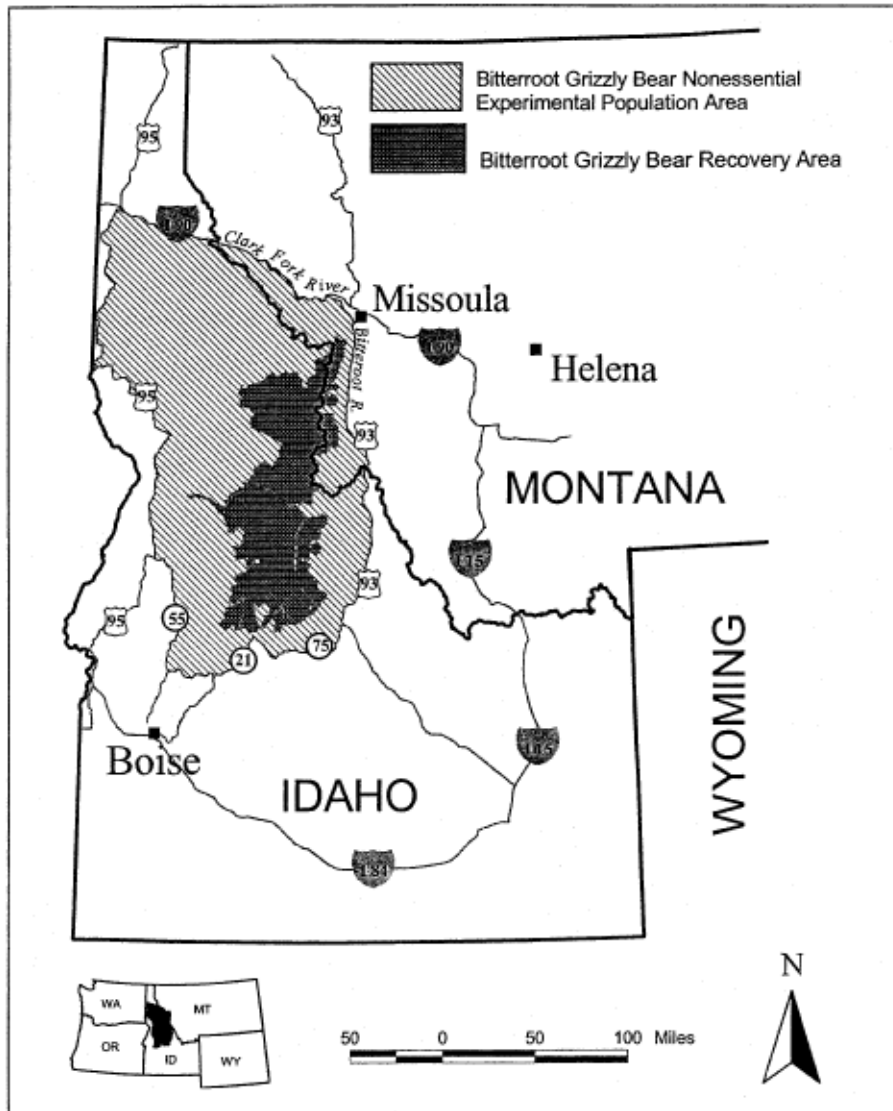 Bitterroot Grizzly Bear Nonessential
Experimental Population Area
Bitterroot Grizzly Bear Recovery Area
93
95
I-90
Clark Fork River
Missoula
I-90
Helena
Bitterroot R.
95
93
MONTANA
I-15
93
95
55
21
75
WYOMING
Boise
I-15
IDAHO
I-84
N
WA
MT
OR
ID
WY
50
0
50
100 Miles